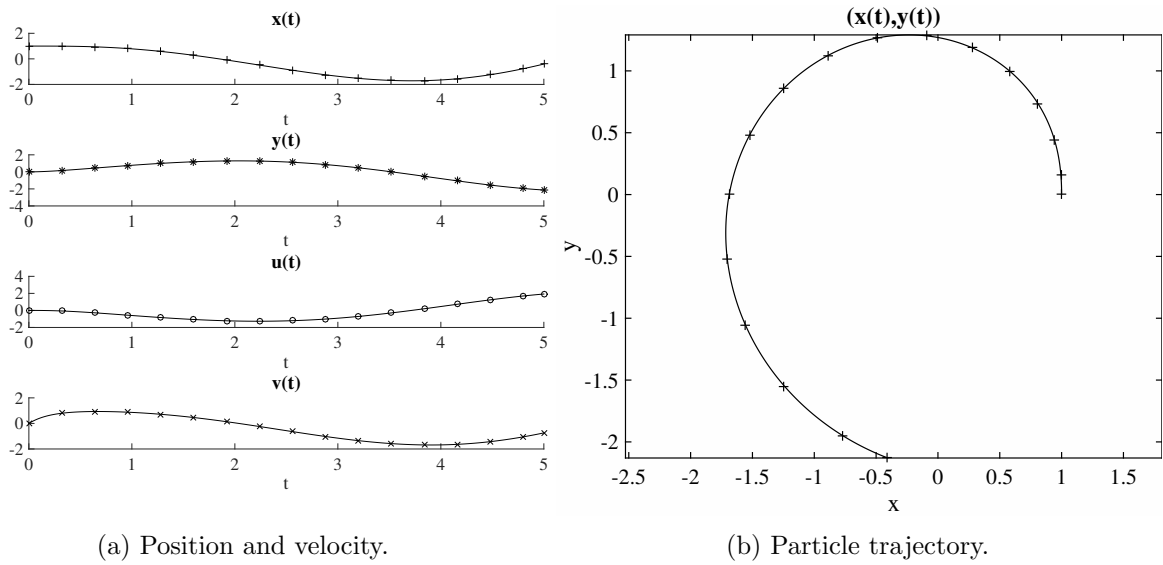 x(t)
2
0
-2
0 1 2 3 4 5
t
y(t)
2
0
-2
-4
0 1 2 3 4 5
t
u(t)
4
2
0
-2
0 1 2 3 4 5
t
v(t)
2
0
-2
0 1 2 3 4 5
t
(a) Position and velocity.
(x(t),y(t))
1
0.5
0
-0.5
-1
-1.5
-2
y
-2.5 -2 -1.5 -1 -0.5 0 0.5 1 1.5
x
(b) Particle trajectory.